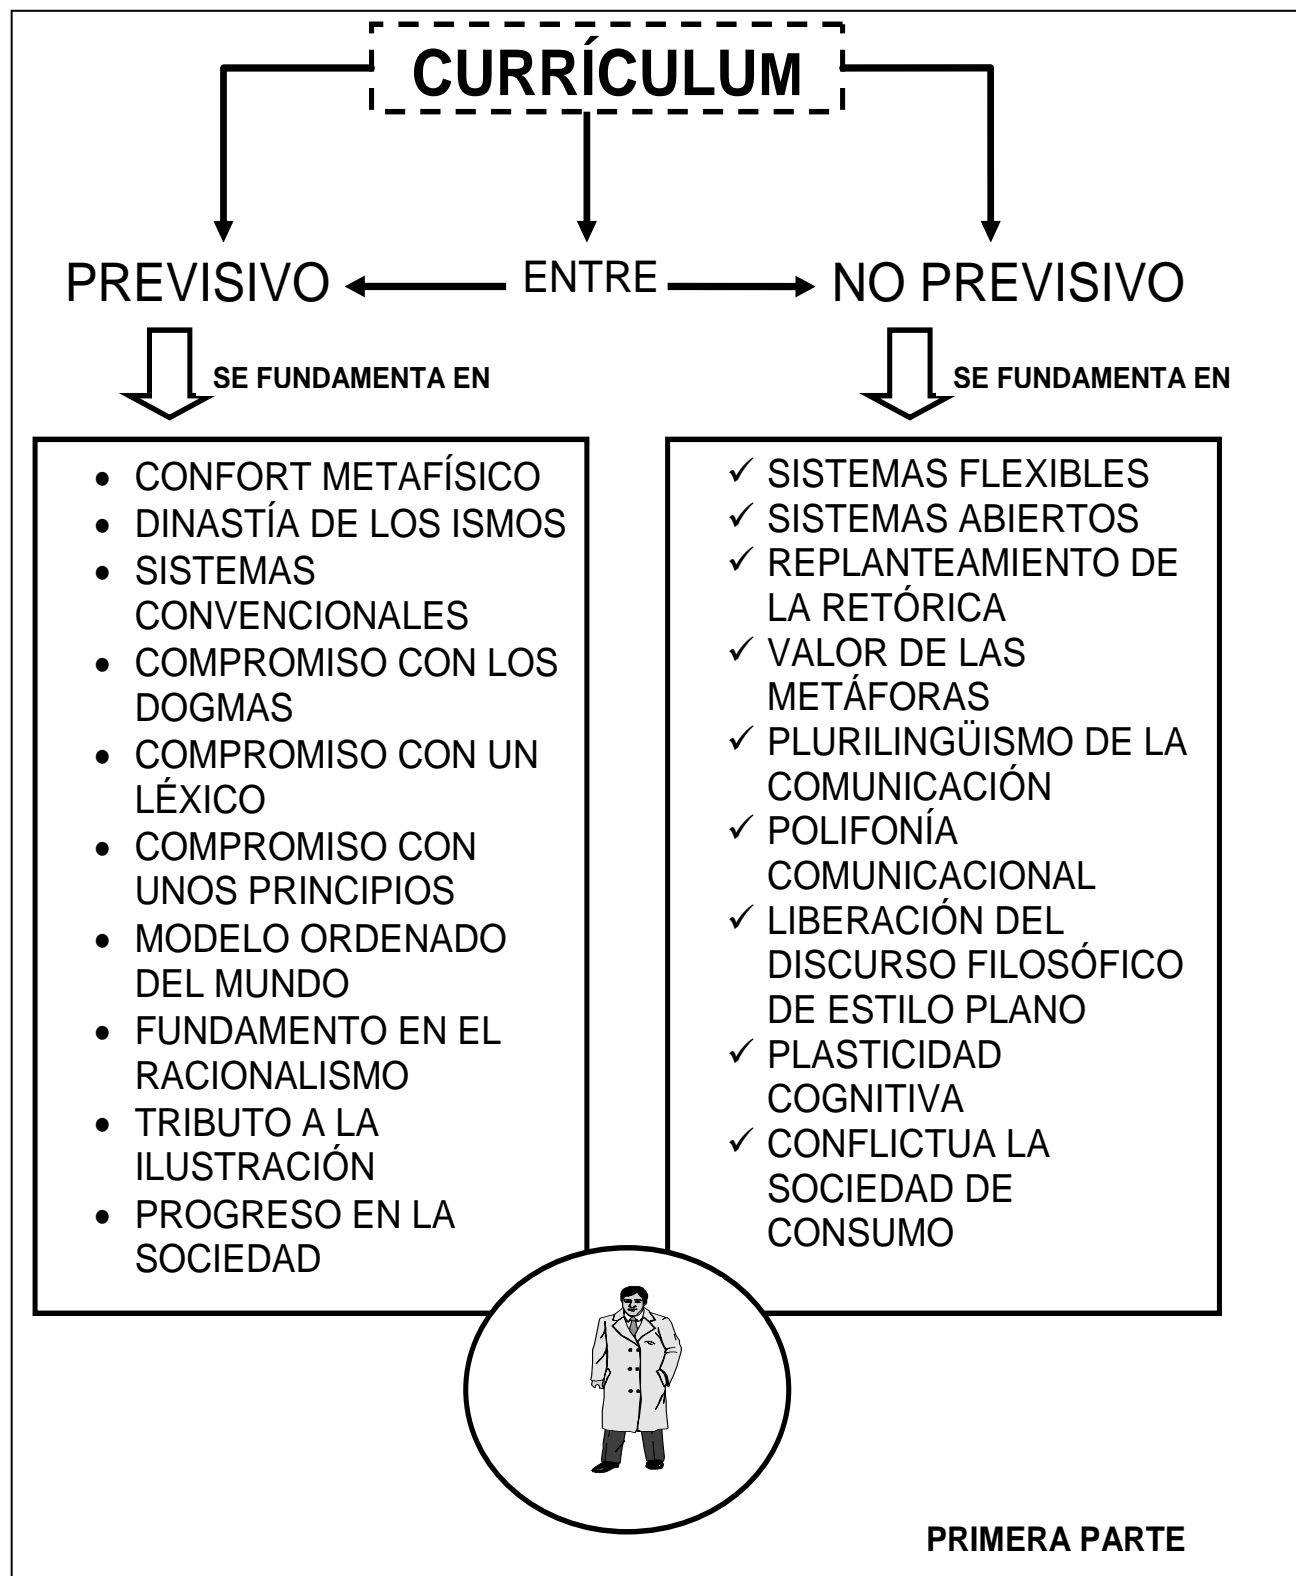 CURRÍCULUM
PREVISIVO
ENTRE
NO PREVISIVO
SE FUNDAMENTA EN
SE FUNDAMENTA EN
• CONFORT METAFÍSICO
• DINASTÍA DE LOS ISMOS
• SISTEMAS
CONVENCIONALES
• COMPROMISO CON LOS
DOGMAS
• COMPROMISO CON UN
LÉXICO
• COMPROMISO CON
UNOS PRINCIPIOS
• MODELO ORDENADO
DEL MUNDO
• FUNDAMENTO EN EL
RACIONALISMO
• TRIBUTO A LA
ILUSTRACIÓN
• PROGRESO EN LA
SOCIEDAD
✓ SISTEMAS FLEXIBLES
✓ SISTEMAS ABIERTOS
✓ REPLANTEAMIENTO DE
LA RETÓRICA
✓ VALOR DE LAS
METÁFORAS
✓ PLURILINGÜISMO DE LA
COMUNICACIÓN
✓ POLIFONÍA
COMUNICACIONAL
✓ LIBERACIÓN DEL
DISCURSO FILOSÓFICO
DE ESTILO PLANO
✓ PLASTICIDAD
COGNITIVA
✓ CONFLICTUA LA
SOCIEDAD DE
CONSUMO
PRIMERA PARTE